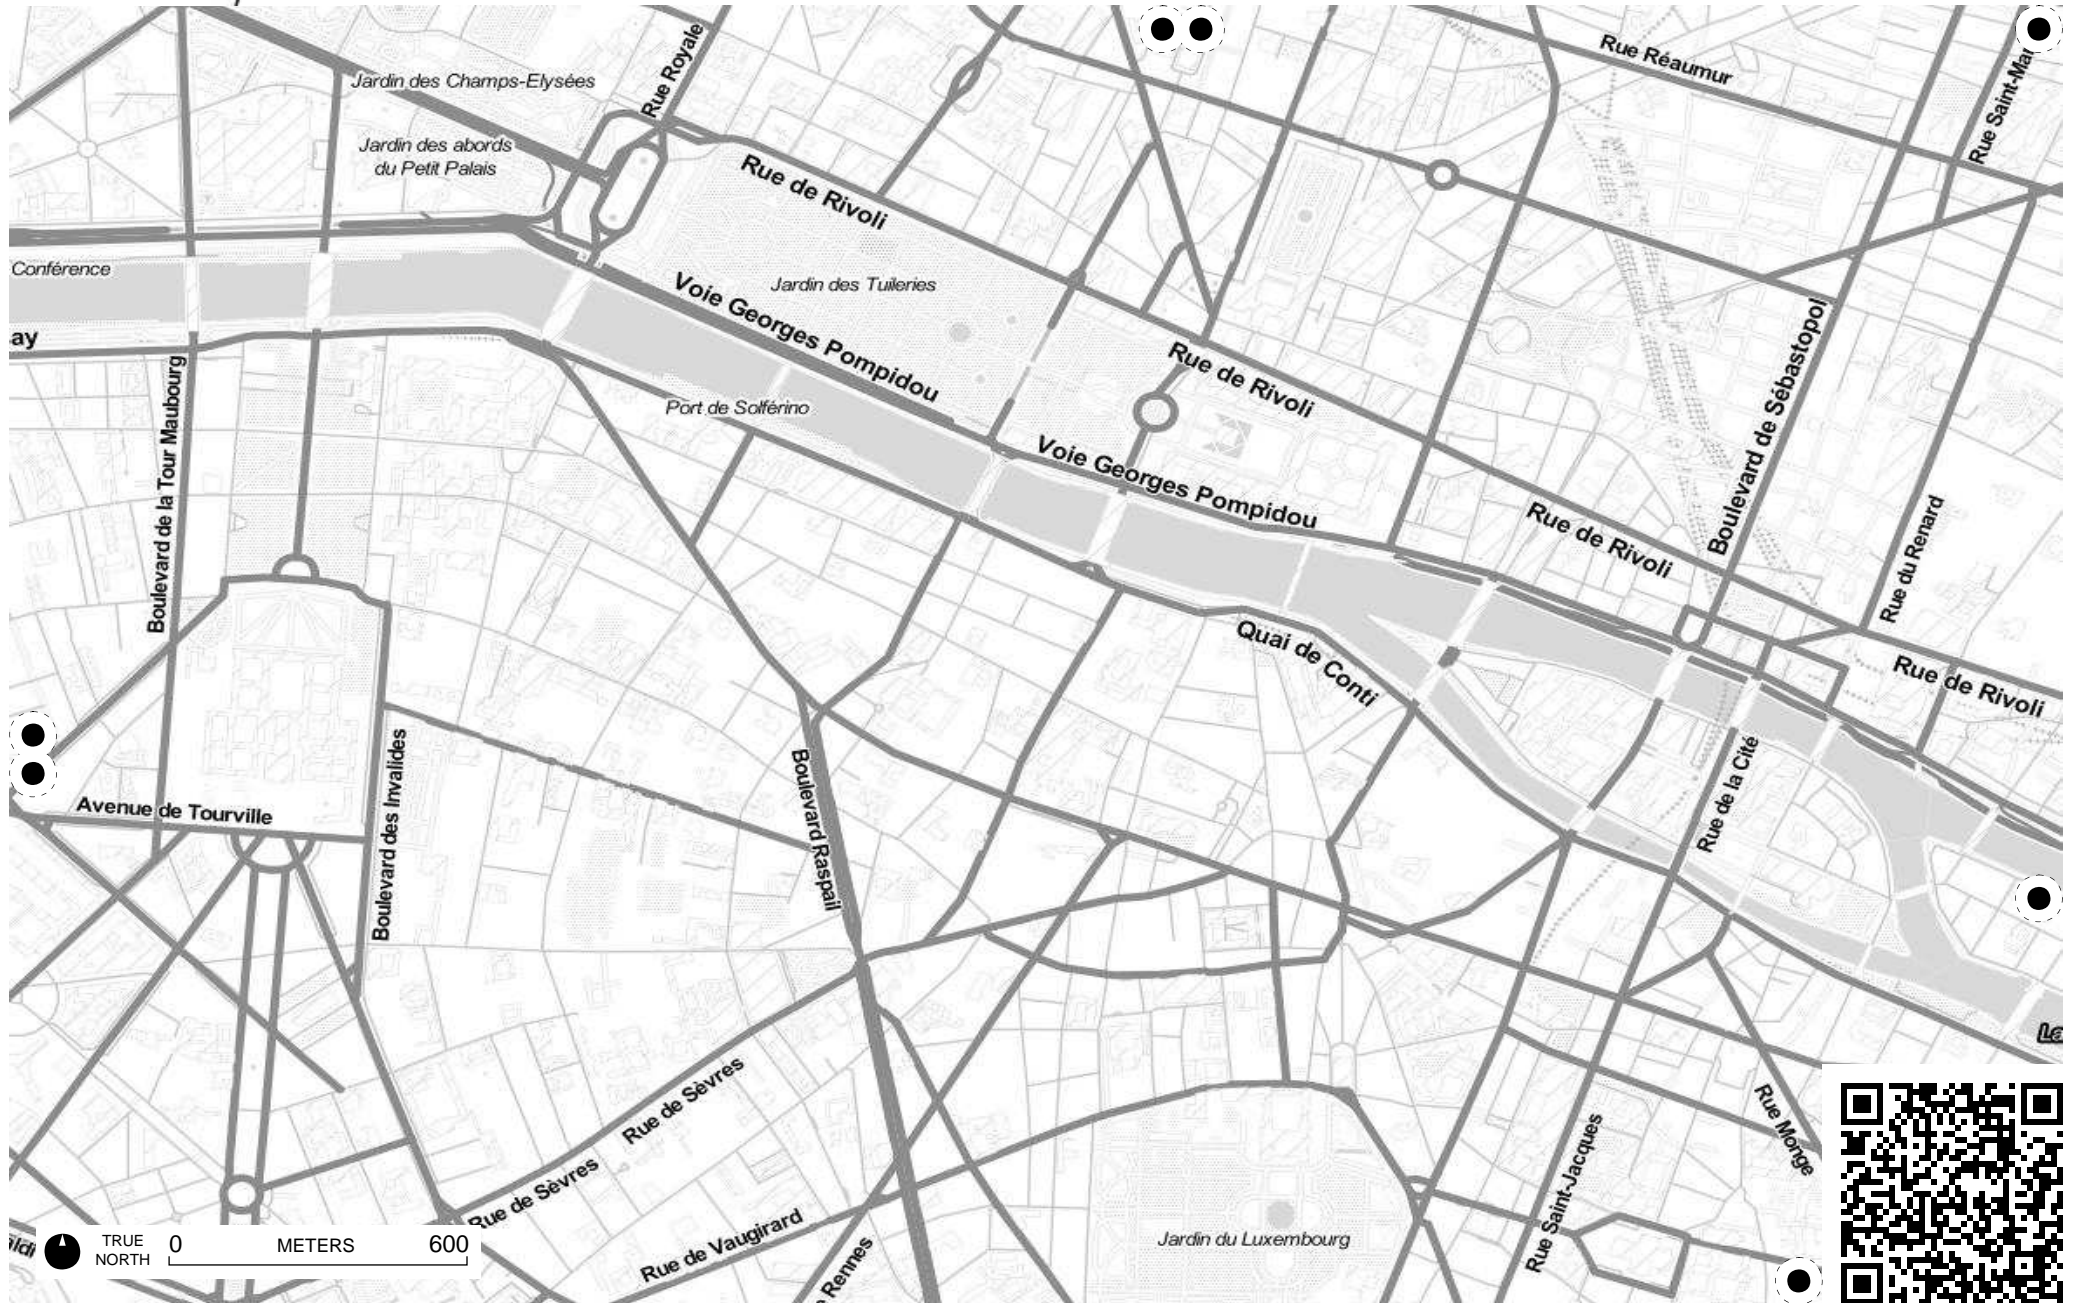 Rue Royale
Rue Réaumur
Jardin des Champs-Elysées
Jardin des abords
du Petit Palais
Rue de Rivoli
Conférence
Jardin des Tuileries
Voie Georges Pompidou
ay
Boulevard de la Tour Maubourg
Port de Solférino
Rue de Rivoli
Boulevard de Sébastopol
Voie Georges Pompidou
Rue de Rivoli
Rue du Renard
Quai de Conti
Rue de Rivoli
Boulevard des Invalides
Boulevard Raspail
Rue de la Cité
Avenue de Tourville
Rue de Sèvres
Rue Monge
Rue Saint-Jacques
Rue de Sèvres
Rue de Vaugirard
Rennes
Jardin du Luxembourg
TRUE
NORTH
0 METERS 600